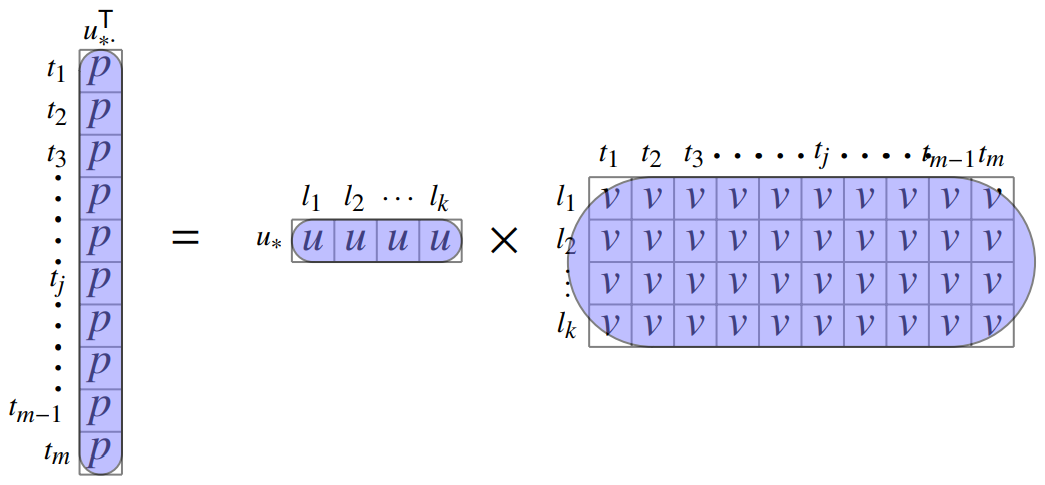 u*·ᵀ
t₁ p
t₂ p
t₃ p
⋮ p
⋮ p
tⱼ p
⋮ p
⋮ p
tₘ₋₁ p
tₘ p
=
l₁ l₂ ⋯ lₖ
u* u u u u
×
t₁ t₂ t₃ · · · · · tⱼ · · · · · tₘ₋₁ tₘ
l₁ v v v v v v v v v v
l₂ v v v v v v v v v v
⋮ v v v v v v v v v v
lₖ v v v v v v v v v v